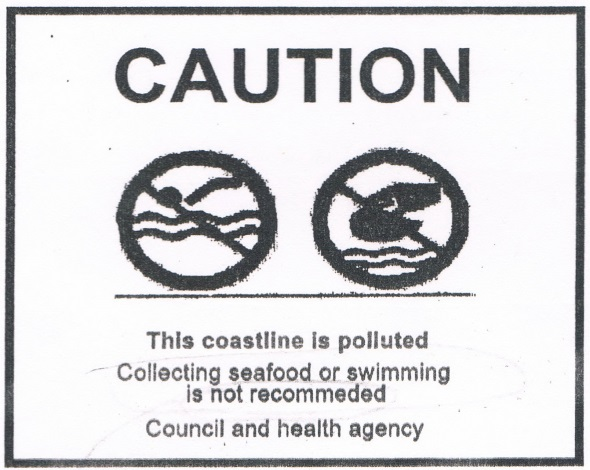 CAUTION
This coastline is polluted
Collecting seafood or swimming
is not recommeded
Council and health agency